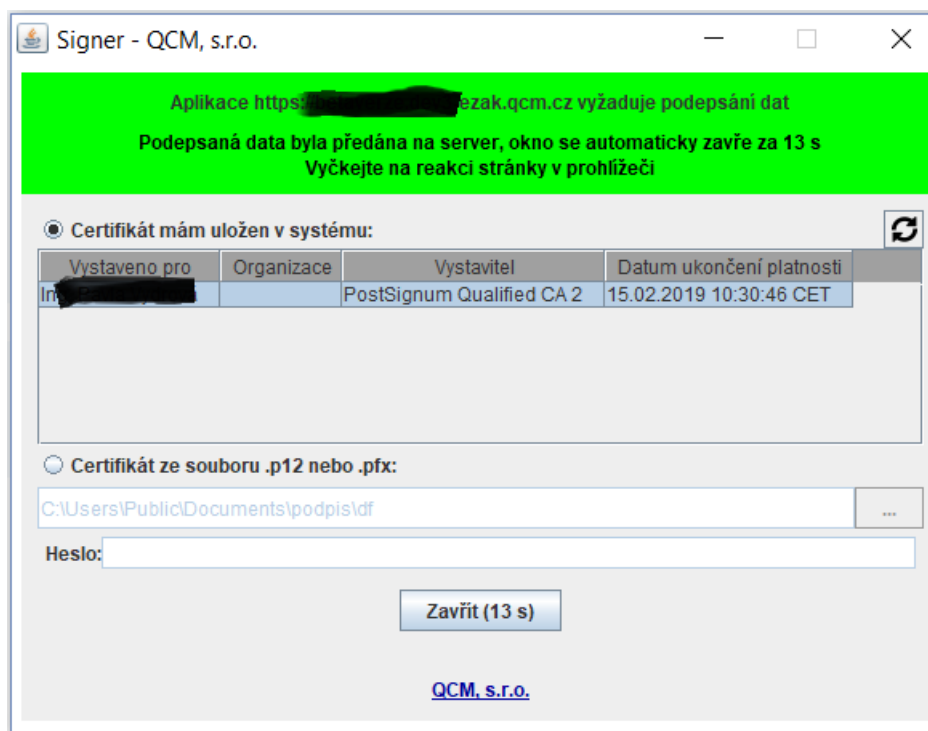 Signer - QCM, s.r.o.
Aplikace https: ezak.qcm.cz vyžaduje podepsání dat
Podepsaná data byla předána na server, okno se automaticky zavře za 13 s
Vyčkejte na reakci stránky v prohlížeči
Certifikát mám uložen v systému:
Vystaveno pro Organizace Vystavitel Datum ukončení platnosti
PostSignum Qualified CA 2 15.02.2019 10:30:46 CET
Certifikát ze souboru .p12 nebo .pfx:
C:\Users\Public\Documents\podpis\df
...
Heslo:
Zavřít (13 s)
QCM, s.r.o.